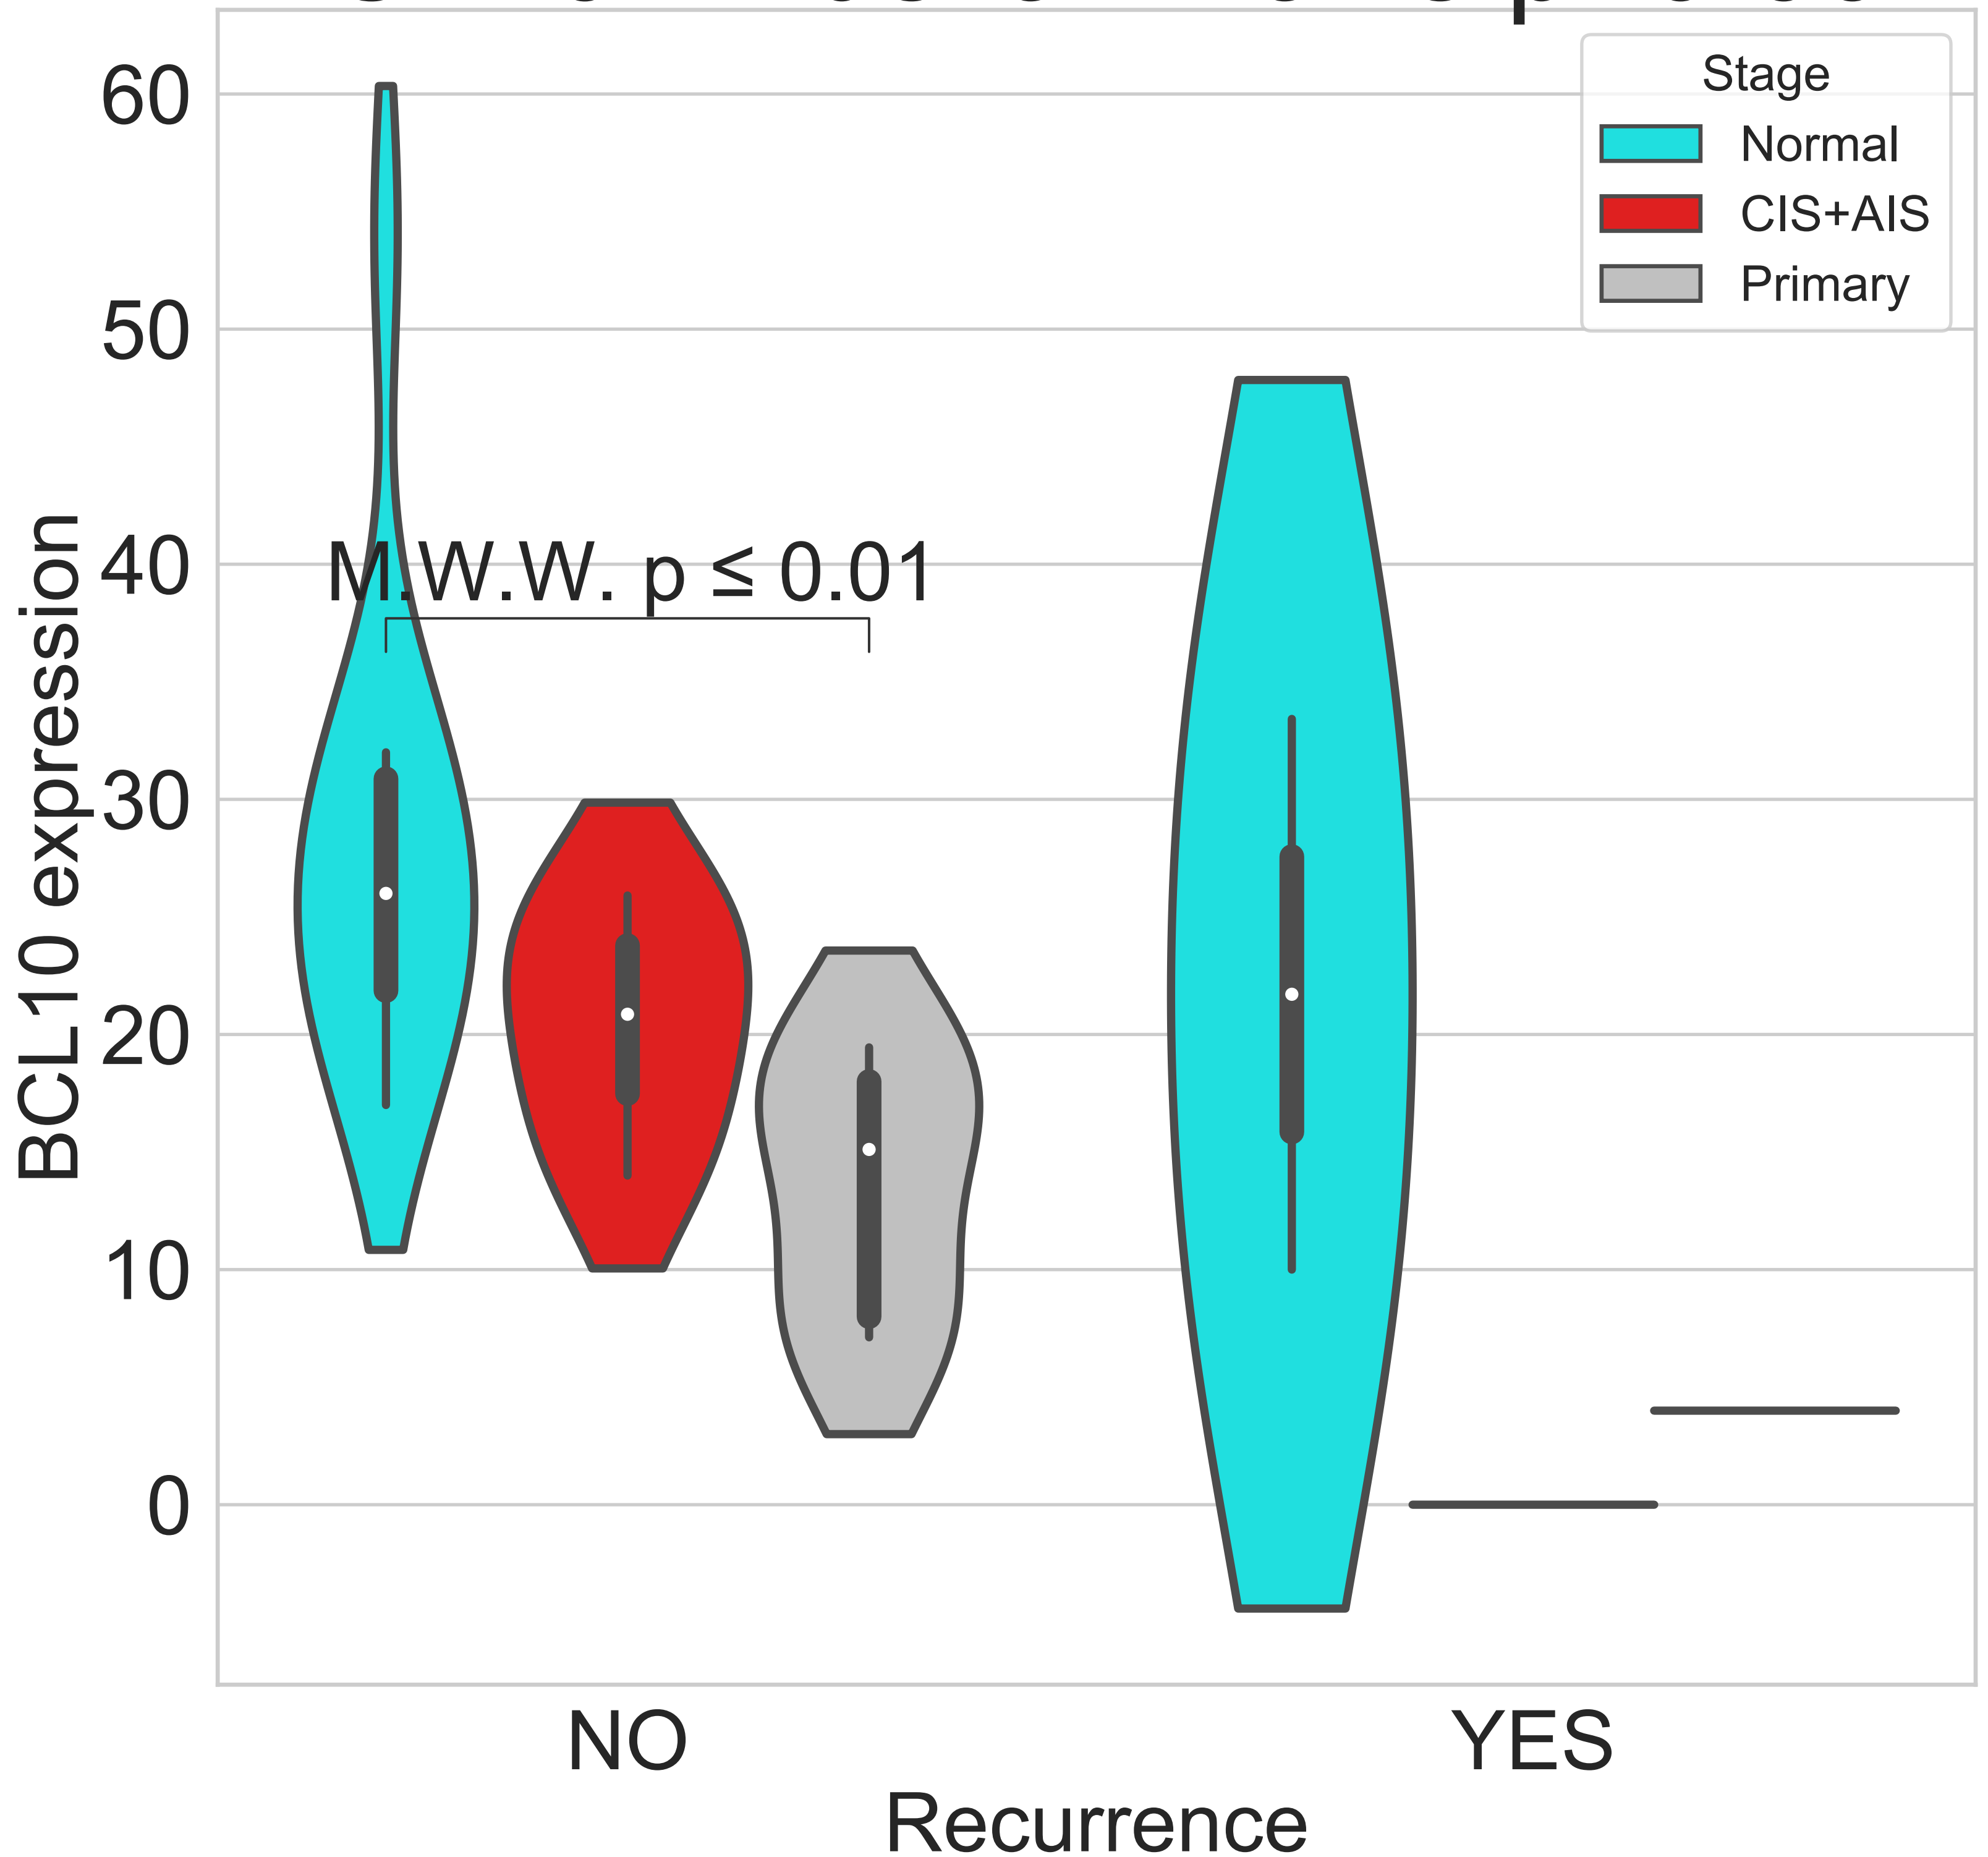 Stage
Normal
CIS+AIS
Primary
60
50
40
30
20
10
0
M.W.W. p ≤ 0.01
BCL10 expression
NO
YES
Recurrence